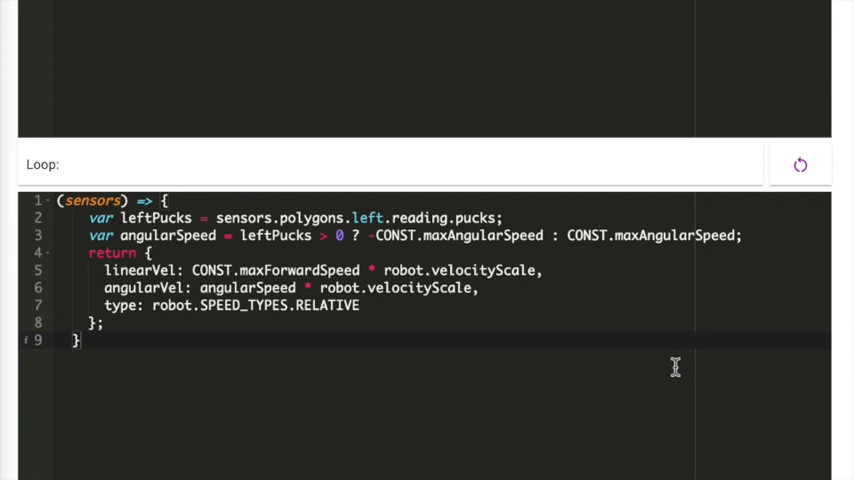 Loop:
1 (sensors) => {
2 var leftPucks = sensors.polygons.left.reading.pucks;
3 var angularSpeed = leftPucks > 0 ? -CONST.maxAngularSpeed : CONST.maxAngularSpeed;
4 return {
5 linearVel: CONST.maxForwardSpeed * robot.velocityScale,
6 angularVel: angularSpeed * robot.velocityScale,
7 type: robot.SPEED_TYPES.RELATIVE
8 };
i 9 }